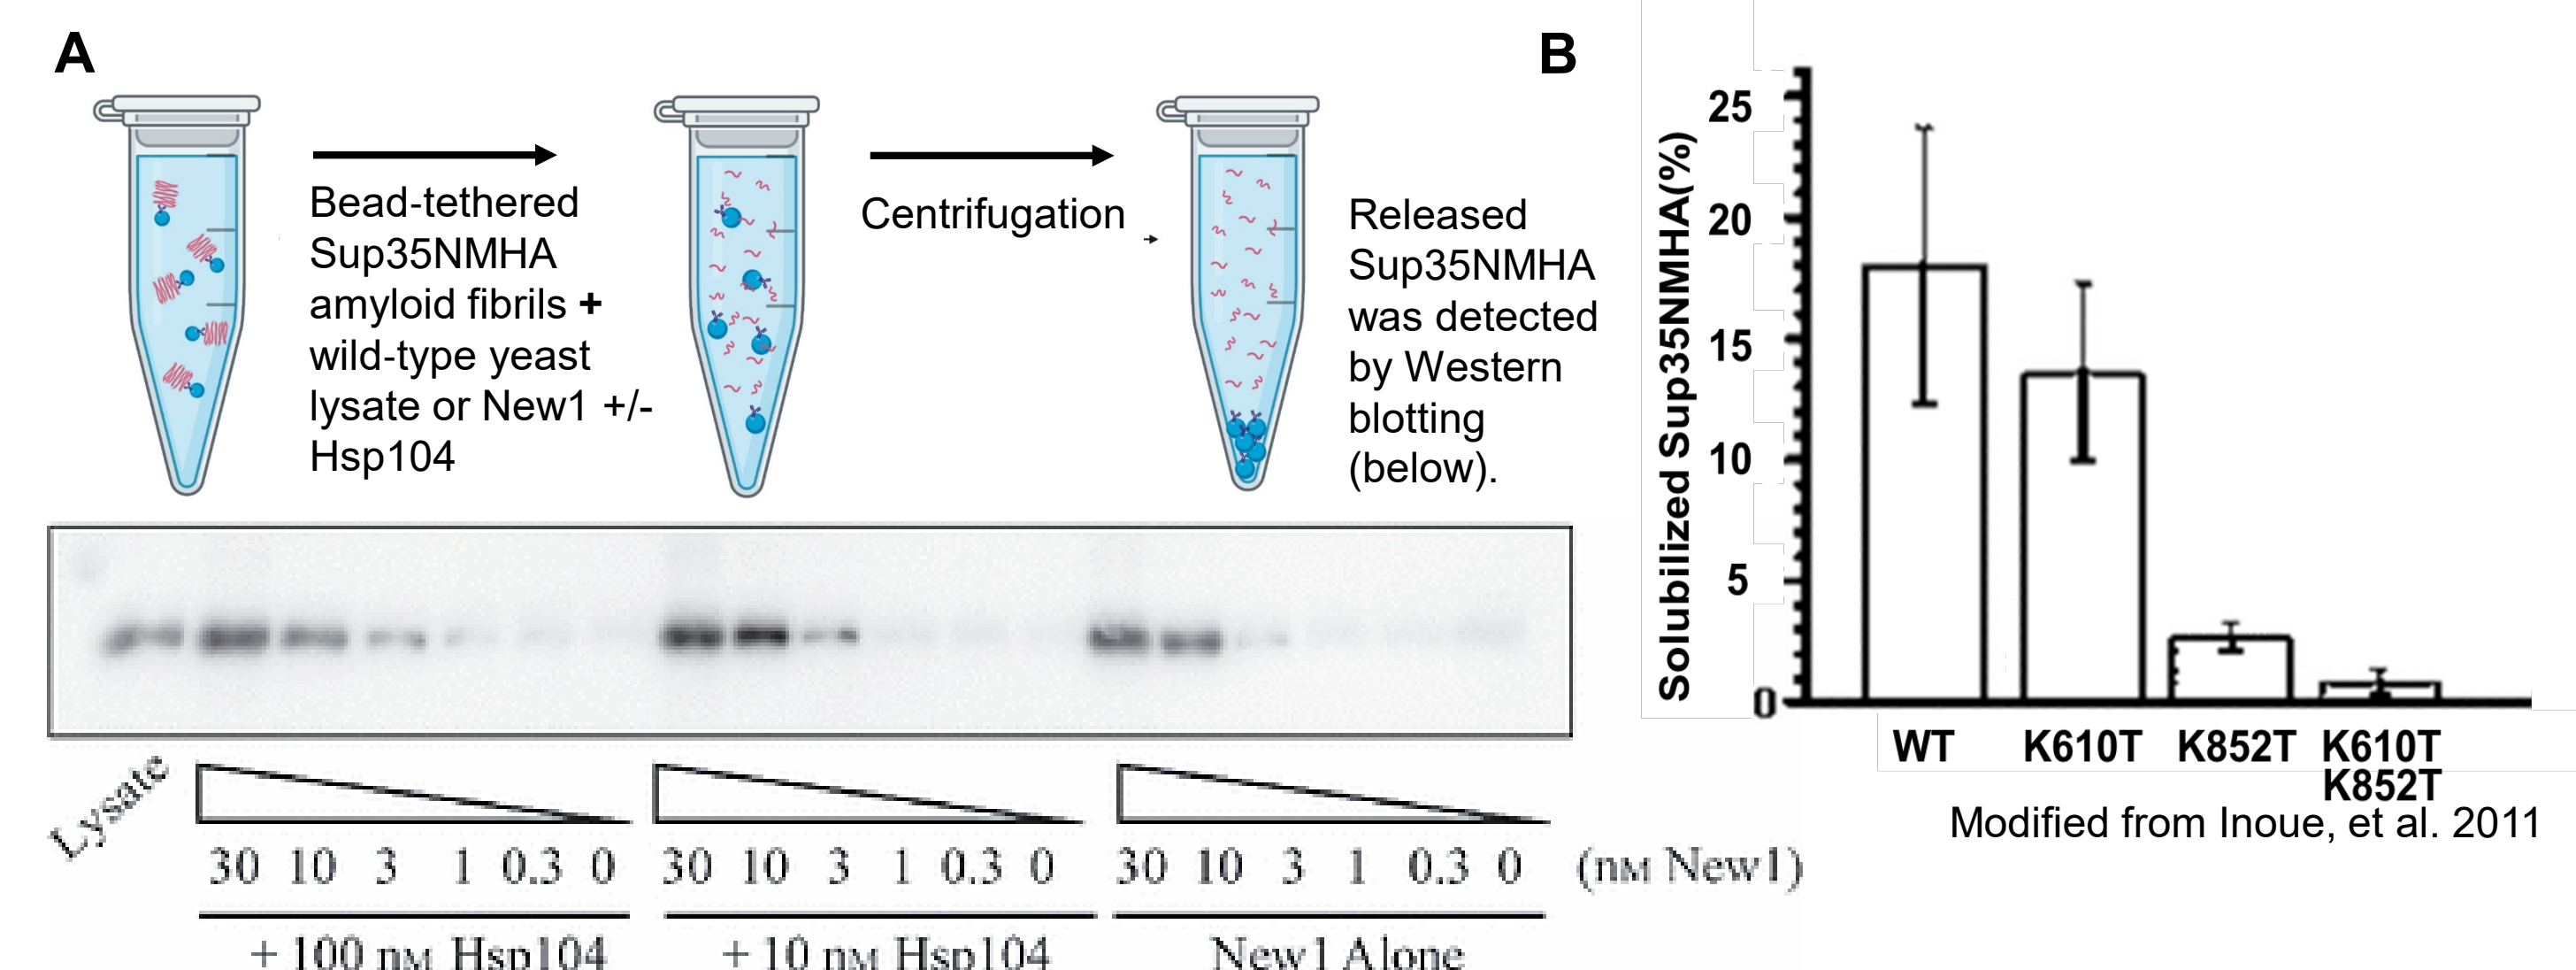 A
Bead-tethered
Sup35NMHA
amyloid fibrils +
wild-type yeast
lysate or New1 +/-
Hsp104
Centrifugation
Released
Sup35NMHA
was detected
by Western
blotting
(below).
Lysate
30 10 3 1 0.3 0 30 10 3 1 0.3 0 30 10 3 1 0.3 0 (nM New1)
+ 100 nM Hsp104 + 10 nM Hsp104 New1 Alone
B
Solubilized Sup35NMHA(%)
25
20
15
10
5
0
WT K610T K852T K610T
K852T
Modified from Inoue, et al. 2011